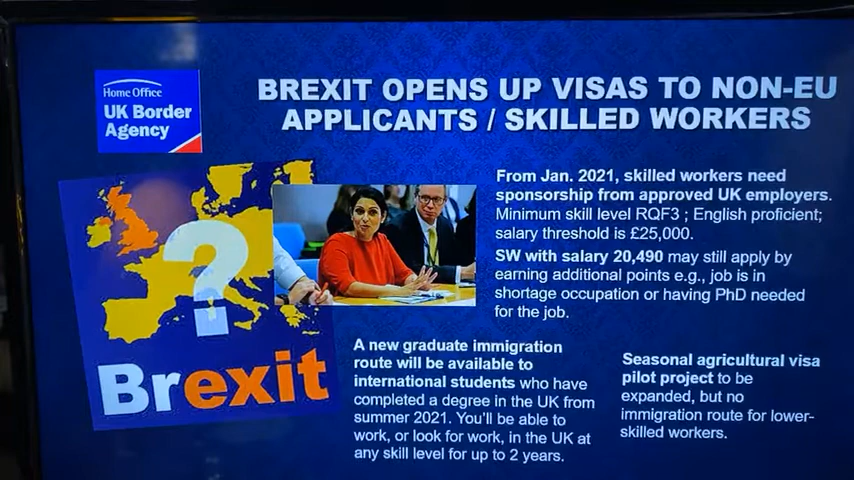 Home Office
UK Border
Agency
BREXIT OPENS UP VISAS TO NON-EU
APPLICANTS / SKILLED WORKERS
?
Brexit
From Jan. 2021, skilled workers need
sponsorship from approved UK employers.
Minimum skill level RQF3 ; English proficient;
salary threshold is £25,000.
SW with salary 20,490 may still apply by
earning additional points e.g., job is in
shortage occupation or having PhD needed
for the job.
A new graduate immigration
route will be available to
international students who have
completed a degree in the UK from
summer 2021. You'll be able to
work, or look for work, in the UK at
any skill level for up to 2 years.
Seasonal agricultural visa
pilot project to be
expanded, but no
immigration route for lower-
skilled workers.